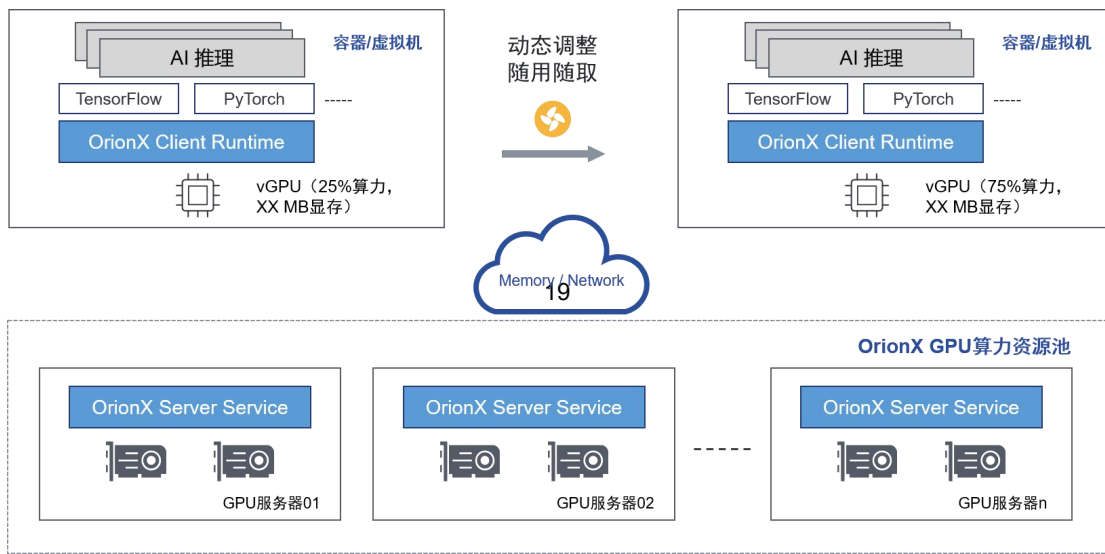 容器/虚拟机
AI 推理
TensorFlow
PyTorch
-----
OrionX Client Runtime
vGPU（25%算力，
XX MB显存）
动态调整
随用随取
容器/虚拟机
AI 推理
TensorFlow
PyTorch
-----
OrionX Client Runtime
vGPU（75%算力，
XX MB显存）
Memory / Network
19
OrionX GPU算力资源池
OrionX Server Service
GPU服务器01
OrionX Server Service
GPU服务器02
OrionX Server Service
GPU服务器n